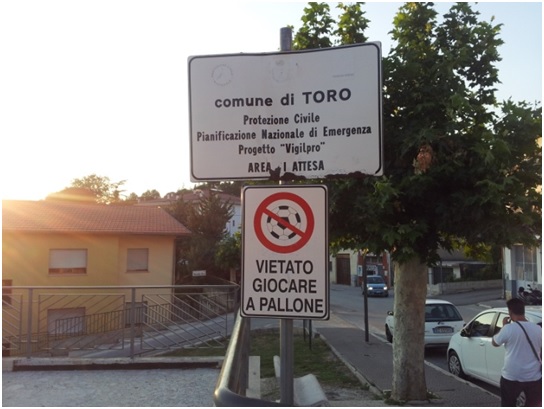 comune di TORO
Protezione Civile
Pianificazione Nazionale di Emergenza
Progetto "Vigilpro"
AREA I ATTESA
VIETATO
GIOCARE
A PALLONE